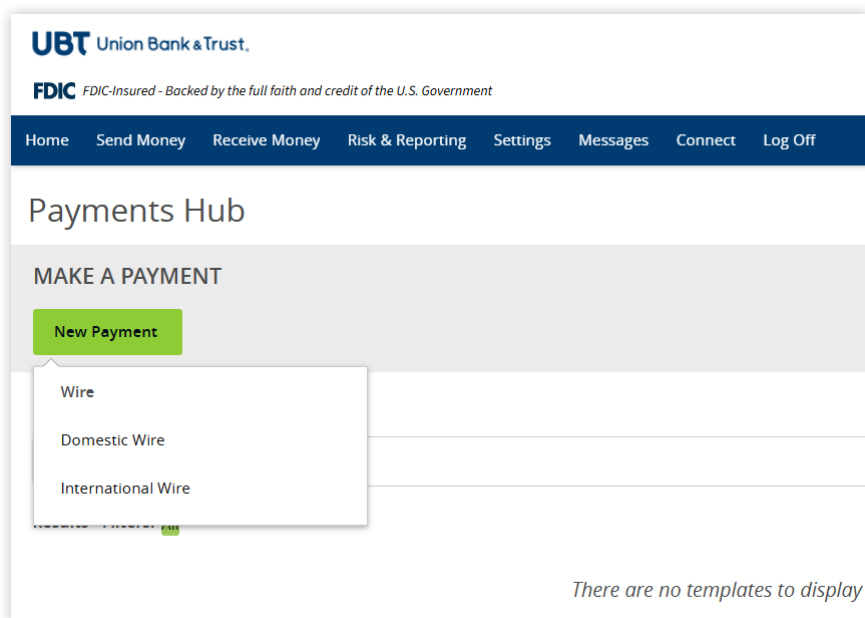 UBT Union Bank & Trust.
FDIC FDIC-Insured - Backed by the full faith and credit of the U.S. Government
Home Send Money Receive Money Risk & Reporting Settings Messages Connect Log Off
Payments Hub
MAKE A PAYMENT
New Payment
Wire
Domestic Wire
International Wire
All
There are no templates to display